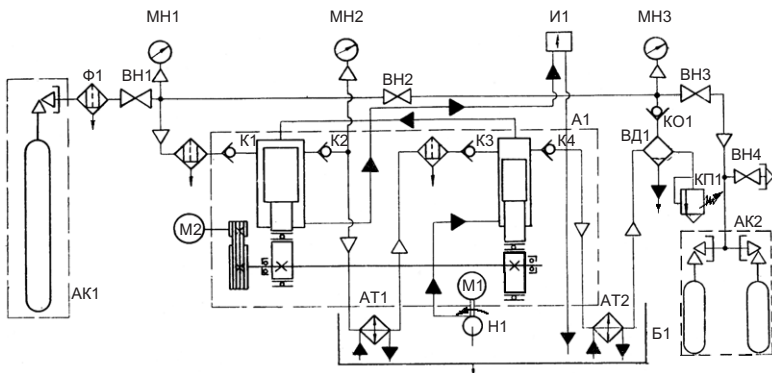 МН1
МН2
И1
МН3
Ф1
ВН1
ВН2
ВН3
А1
КО1
К1
К2
К3
К4
ВД1
КП1
ВН4
М2
АК2
АК1
АТ1
М1
Н1
АТ2
Б1